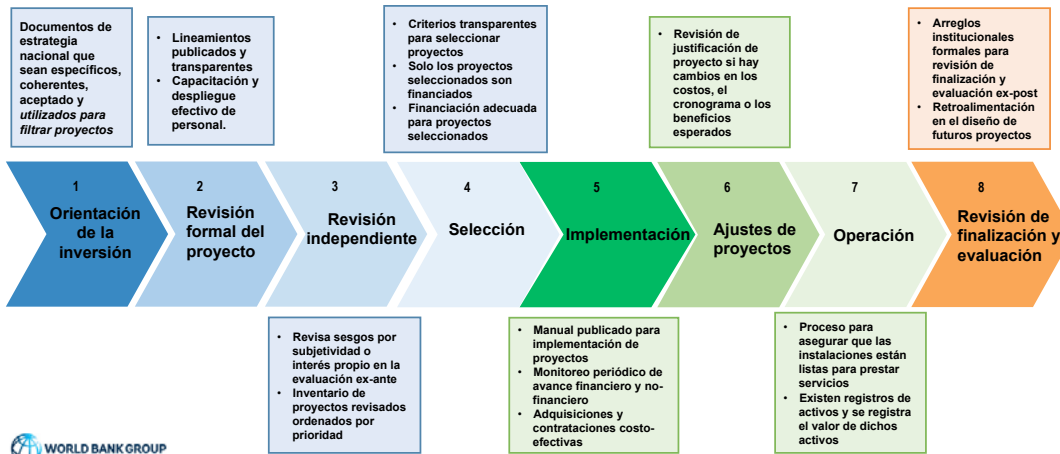 Documentos de
estrategia
nacional que
sean específicos,
coherentes,
aceptado y
utilizados para
filtrar proyectos
• Lineamientos
publicados y
transparentes
• Capacitación y
despliegue
efectivo de
personal.
• Criterios transparentes
para seleccionar
proyectos
• Solo los proyectos
seleccionados son
financiados
• Financiación adecuada
para proyectos
seleccionados
• Revisión de
justificación de
proyecto si hay
cambios en los
costos, el
cronograma o los
beneficios
esperados
• Arreglos
institucionales
formales para
revisión de
finalización y
evaluación ex-post
• Retroalimentación
en el diseño de
futuros proyectos
1
Orientación
de la
inversión
2
Revisión
formal del
proyecto
3
Revisión
independiente
4
Selección
5
Implementación
6
Ajustes de
proyectos
7
Operación
8
Revisión de
finalización y
evaluación
• Revisa sesgos por
subjetividad o
interés propio en la
evaluación ex-ante
• Inventario de
proyectos revisados
ordenados por
prioridad
• Manual publicado para
implementación de
proyectos
• Monitoreo periódico de
avance financiero y no-
financiero
• Adquisiciones y
contrataciones costo-
efectivas
• Proceso para
asegurar que las
instalaciones están
listas para prestar
servicios
• Existen registros de
activos y se registra
el valor de dichos
activos
WORLD BANK GROUP